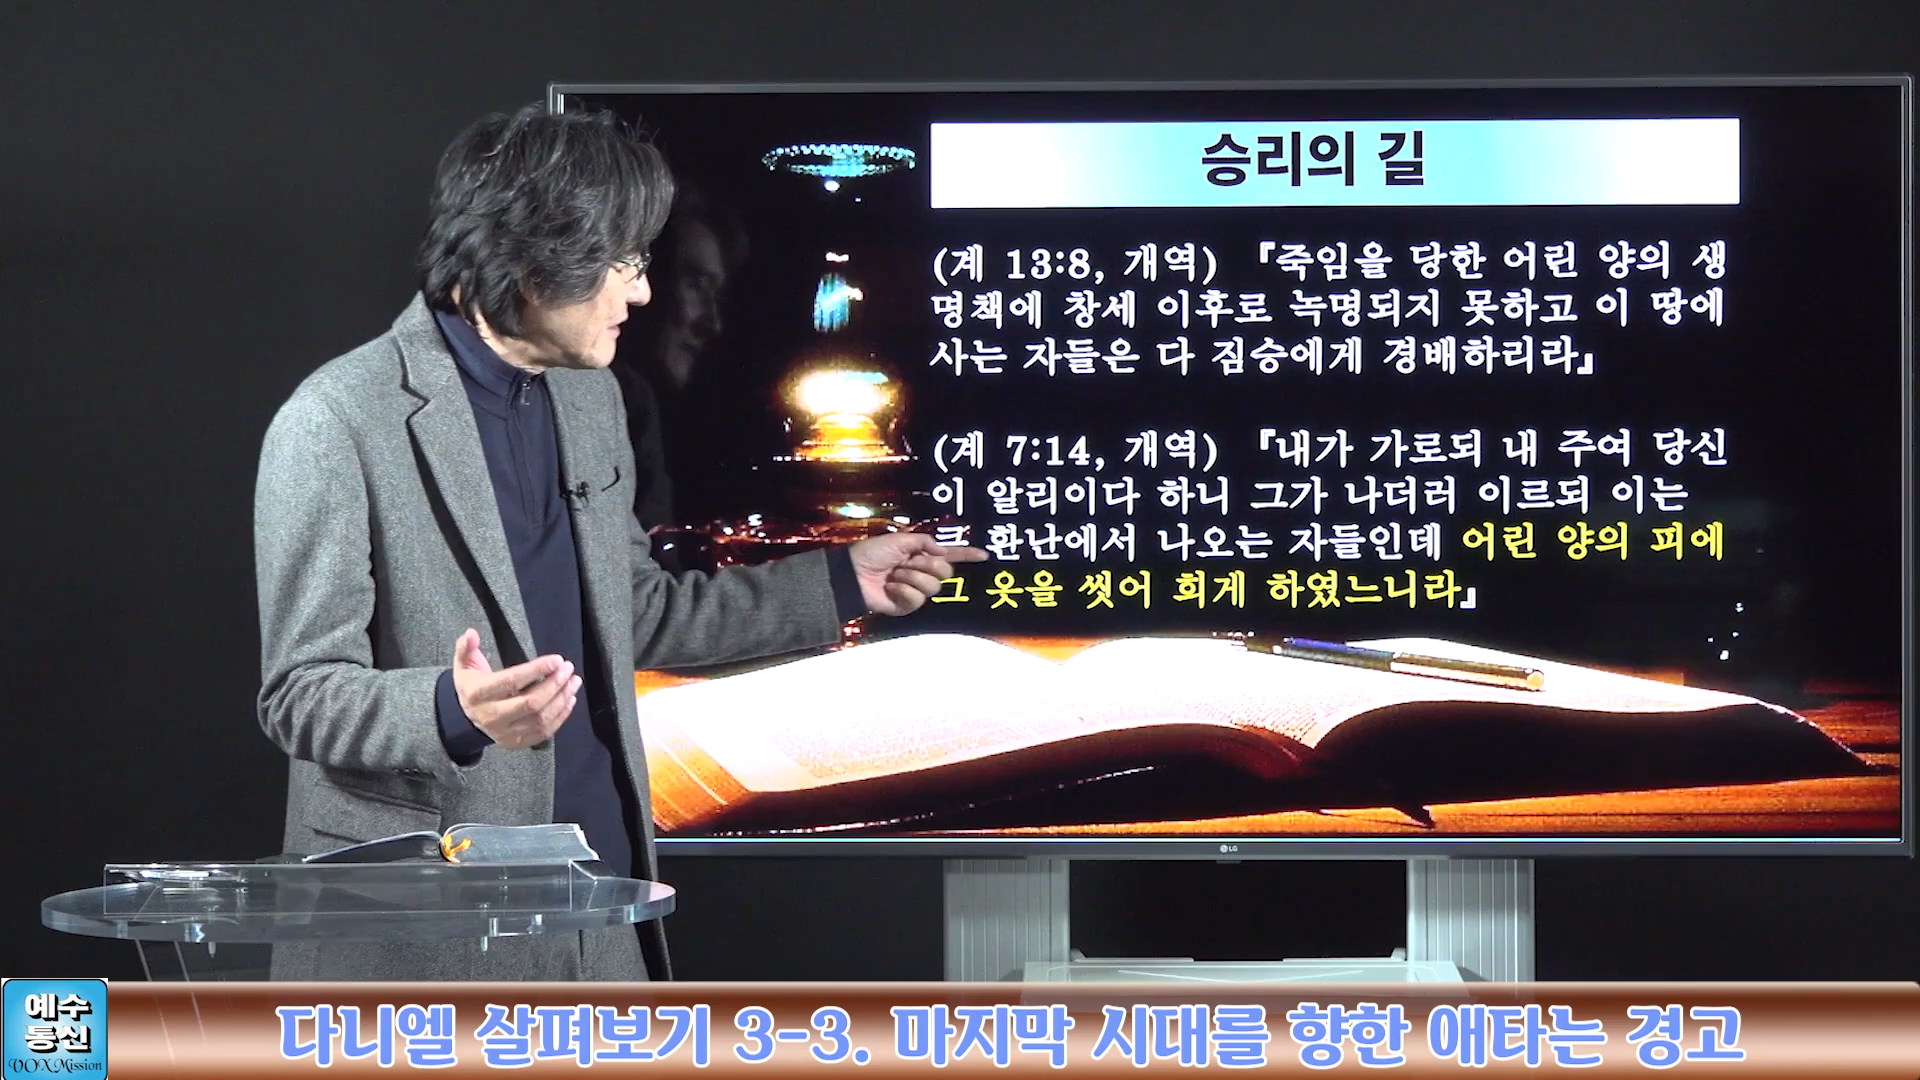 승리의 길
(계 13:8, 개역) 『죽임을 당한 어린 양의 생
명책에 창세 이후로 녹명되지 못하고 이 땅에
사는 자들은 다 짐승에게 경배하리라』
(계 7:14, 개역) 『내가 가로되 내 주여 당신
이 알리이다 하니 그가 나더러 이르되 이는
큰 환난에서 나오는 자들인데 어린 양의 피에
그 옷을 씻어 희게 하였느니라』
LG
예수
통신
VOXMission
다니엘 살펴보기 3-3. 마지막 시대를 향한 애타는 경고